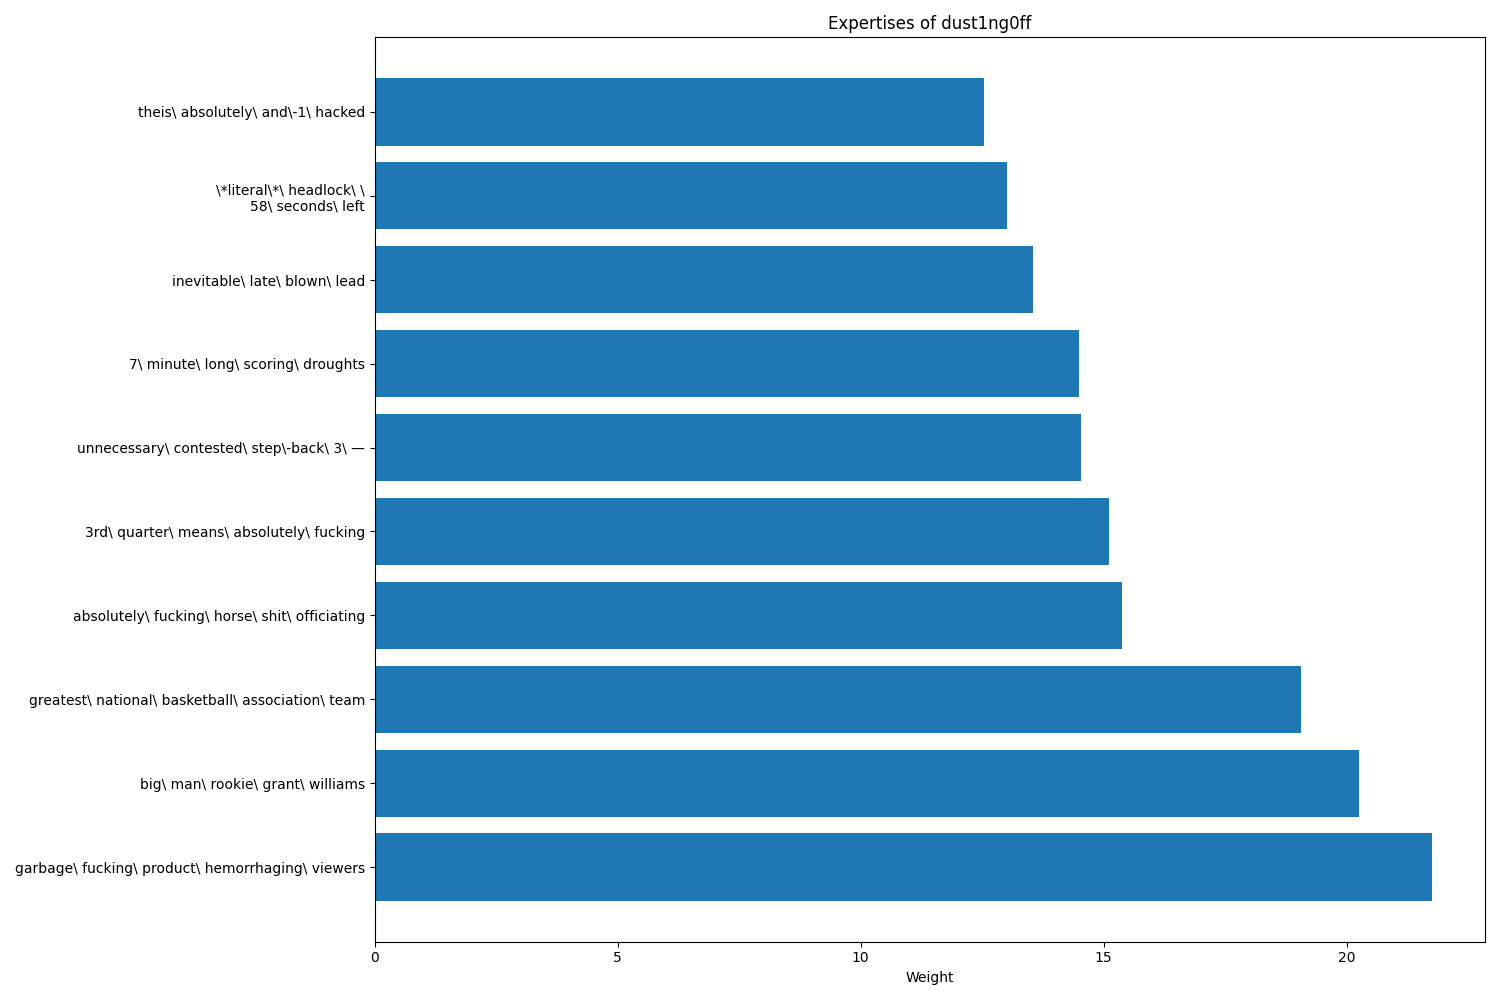 Expertises of dust1ng0ff
theis\ absolutely\ and\-1\ hacked
\*literal\*\ headlock\ \
58\ seconds\ left
inevitable\ late\ blown\ lead
7\ minute\ long\ scoring\ droughts
unnecessary\ contested\ step\-back\ 3\ —
3rd\ quarter\ means\ absolutely\ fucking
absolutely\ fucking\ horse\ shit\ officiating
greatest\ national\ basketball\ association\ team
big\ man\ rookie\ grant\ williams
garbage\ fucking\ product\ hemorrhaging\ viewers
0 5 10 15 20
Weight